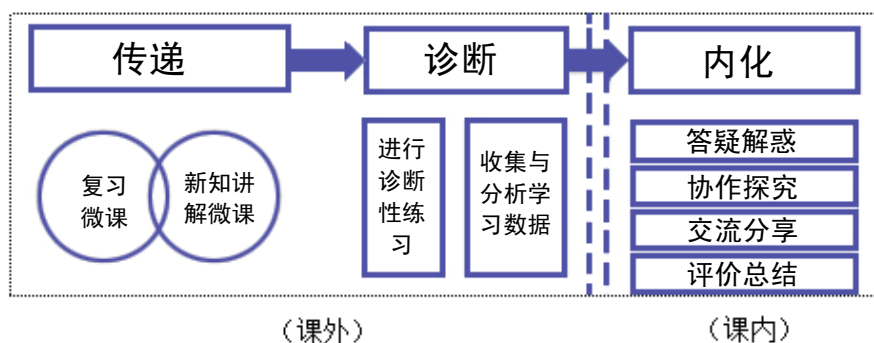 传递
诊断
内化
复习
微课
新知讲
解微课
进行
诊断
性练
习
收集与
分析学
习数据
答疑解惑
协作探究
交流分享
评价总结
（课外）
（课内）